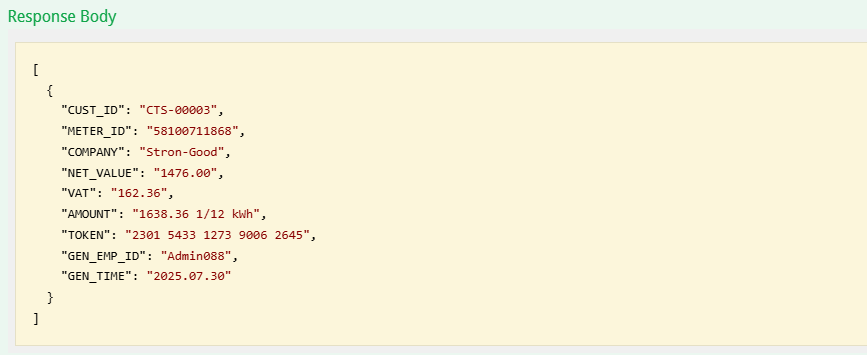 Response Body
[
{
"CUST_ID": "CTS-00003",
"METER_ID": "58100711868",
"COMPANY": "Stron-Good",
"NET_VALUE": "1476.00",
"VAT": "162.36",
"AMOUNT": "1638.36 1/12 kWh",
"TOKEN": "2301 5433 1273 9006 2645",
"GEN_EMP_ID": "Admin088",
"GEN_TIME": "2025.07.30"
}
]